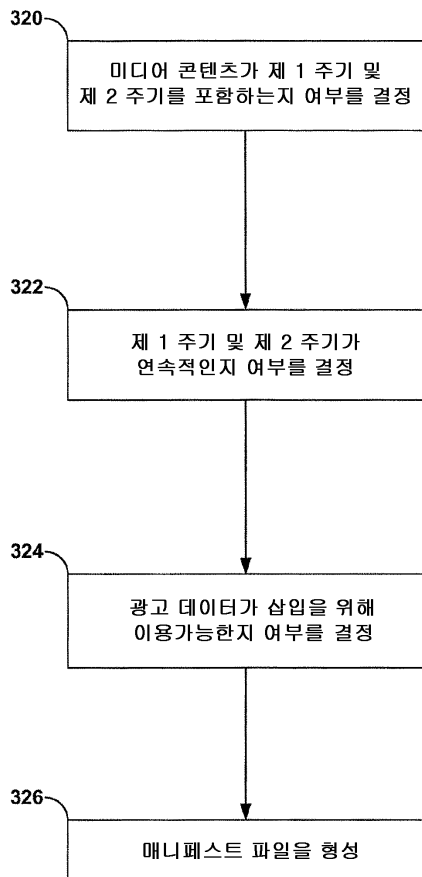 320
미디어 콘텐츠가 제 1 주기 및
제 2 주기를 포함하는지 여부를 결정
322
제 1 주기 및 제 2 주기가
연속적인지 여부를 결정
324
광고 데이터가 삽입을 위해
이용가능한지 여부를 결정
326
매니페스트 파일을 형성